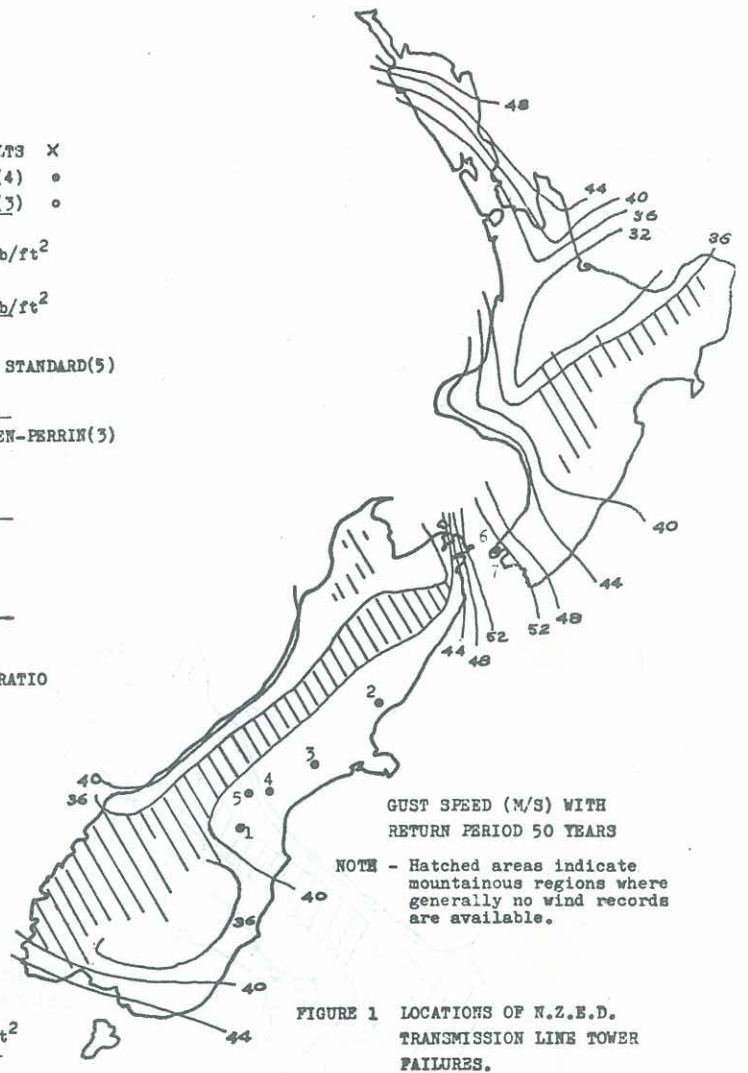 LTS X
(4) •
(3) o
b/ft²
b/ft²
STANDARD(5)
EN-PERRIN(3)
RATIO
t²
48
44
40
36
32
36
40
44
48
52
6
7
52
48
44
2
3
4
5
1
40
36
40
36
40
44
GUST SPEED (M/S) WITH
RETURN PERIOD 50 YEARS
NOTE - Hatched areas indicate
mountainous regions where
generally no wind records
are available.
FIGURE 1 LOCATIONS OF N.Z.E.D.
TRANSMISSION LINE TOWER
FAILURES.